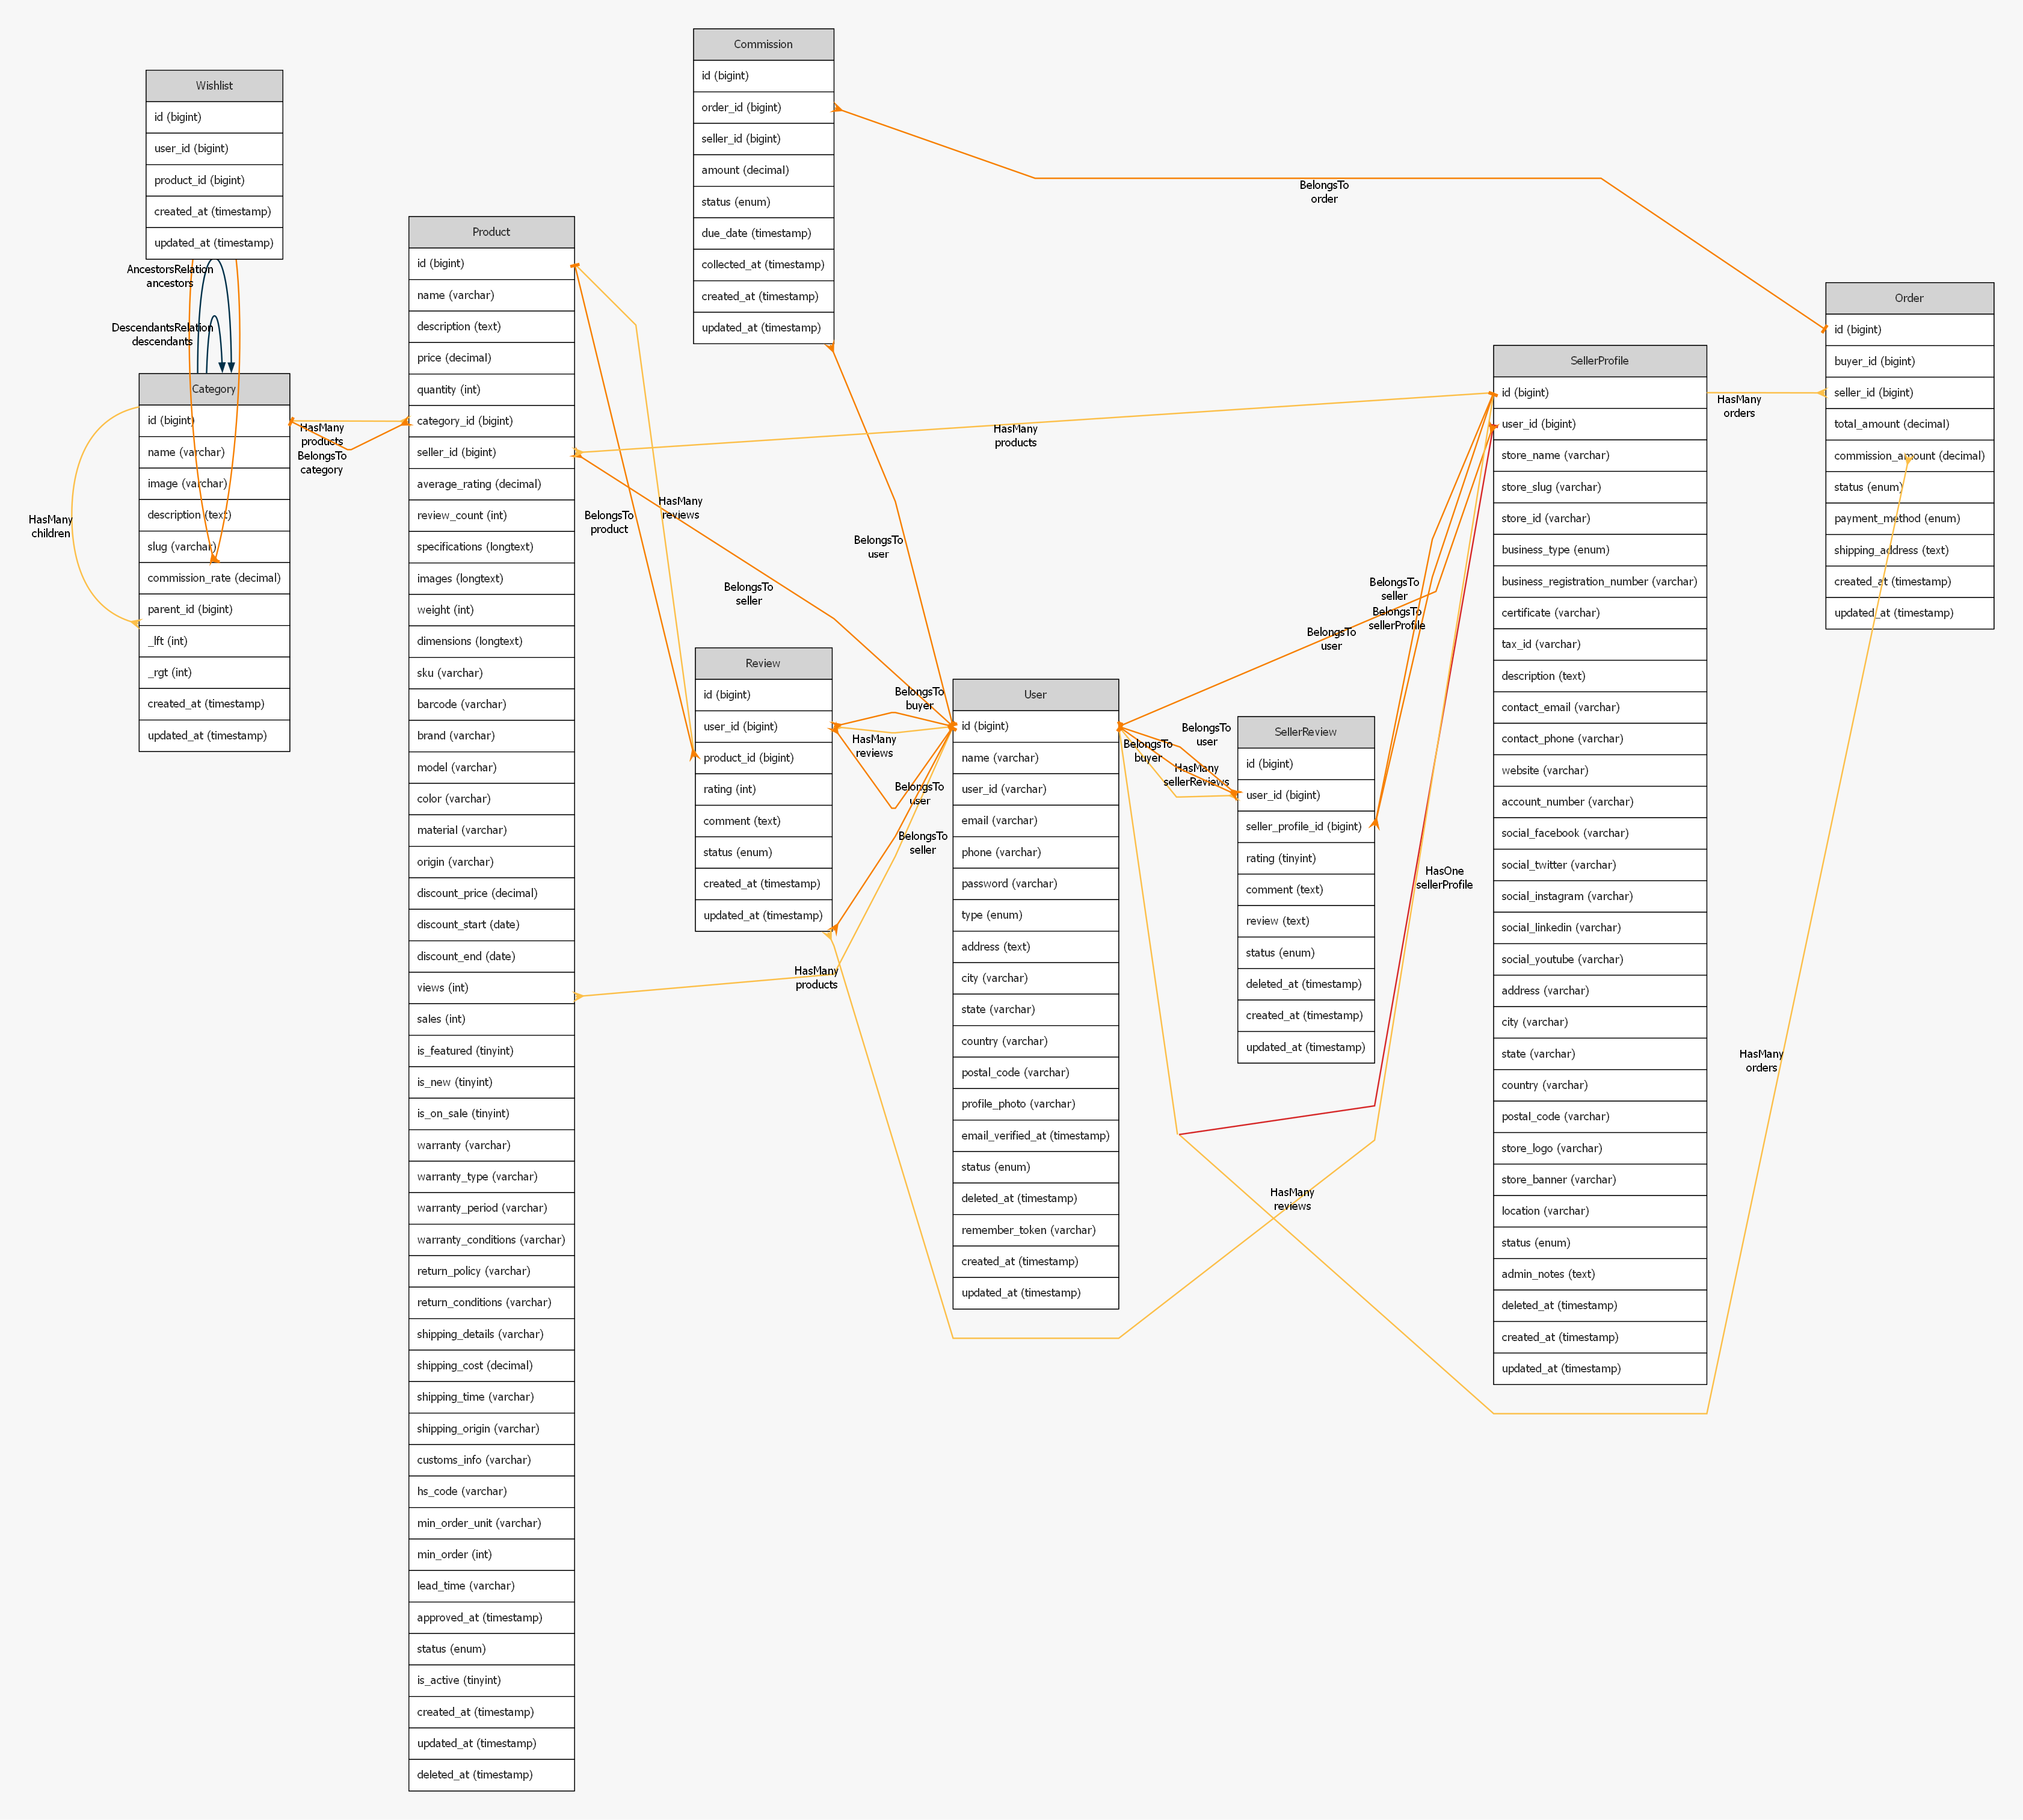 Wishlist
id (bigint)
user_id (bigint)
product_id (bigint)
created_at (timestamp)
updated_at (timestamp)
AncestorsRelation
ancestors
DescendantsRelation
descendants
Category
id (bigint)
name (varchar)
image (varchar)
description (text)
slug (varchar)
commission_rate (decimal)
parent_id (bigint)
_lft (int)
_rgt (int)
created_at (timestamp)
updated_at (timestamp)
HasMany
children
HasMany
products
BelongsTo
category
Product
id (bigint)
name (varchar)
description (text)
price (decimal)
quantity (int)
category_id (bigint)
seller_id (bigint)
average_rating (decimal)
review_count (int)
specifications (longtext)
images (longtext)
weight (int)
dimensions (longtext)
sku (varchar)
barcode (varchar)
brand (varchar)
model (varchar)
color (varchar)
material (varchar)
origin (varchar)
discount_price (decimal)
discount_start (date)
discount_end (date)
views (int)
sales (int)
is_featured (tinyint)
is_new (tinyint)
is_on_sale (tinyint)
warranty (varchar)
warranty_type (varchar)
warranty_period (varchar)
warranty_conditions (varchar)
return_policy (varchar)
return_conditions (varchar)
shipping_details (varchar)
shipping_cost (decimal)
shipping_time (varchar)
shipping_origin (varchar)
customs_info (varchar)
hs_code (varchar)
min_order_unit (varchar)
min_order (int)
lead_time (varchar)
approved_at (timestamp)
status (enum)
is_active (tinyint)
created_at (timestamp)
updated_at (timestamp)
deleted_at (timestamp)
BelongsTo
product
HasMany
reviews
Commission
id (bigint)
order_id (bigint)
seller_id (bigint)
amount (decimal)
status (enum)
due_date (timestamp)
collected_at (timestamp)
created_at (timestamp)
updated_at (timestamp)
BelongsTo
order
BelongsTo
user
BelongsTo
seller
HasMany
products
Review
id (bigint)
user_id (bigint)
product_id (bigint)
rating (int)
comment (text)
status (enum)
created_at (timestamp)
updated_at (timestamp)
BelongsTo
buyer
HasMany
reviews
BelongsTo
user
BelongsTo
seller
HasMany
products
User
id (bigint)
name (varchar)
user_id (varchar)
email (varchar)
phone (varchar)
password (varchar)
type (enum)
address (text)
city (varchar)
state (varchar)
country (varchar)
postal_code (varchar)
profile_photo (varchar)
email_verified_at (timestamp)
status (enum)
deleted_at (timestamp)
remember_token (varchar)
created_at (timestamp)
updated_at (timestamp)
BelongsTo
user
BelongsTo
buyer
HasMany
sellerReviews
SellerReview
id (bigint)
user_id (bigint)
seller_profile_id (bigint)
rating (tinyint)
comment (text)
review (text)
status (enum)
deleted_at (timestamp)
created_at (timestamp)
updated_at (timestamp)
BelongsTo
seller
BelongsTo
sellerProfile
BelongsTo
user
HasOne
sellerProfile
HasMany
reviews
SellerProfile
id (bigint)
user_id (bigint)
store_name (varchar)
store_slug (varchar)
store_id (varchar)
business_type (enum)
business_registration_number (varchar)
certificate (varchar)
tax_id (varchar)
description (text)
contact_email (varchar)
contact_phone (varchar)
website (varchar)
account_number (varchar)
social_facebook (varchar)
social_twitter (varchar)
social_instagram (varchar)
social_linkedin (varchar)
social_youtube (varchar)
address (varchar)
city (varchar)
state (varchar)
country (varchar)
postal_code (varchar)
store_logo (varchar)
store_banner (varchar)
location (varchar)
status (enum)
admin_notes (text)
deleted_at (timestamp)
created_at (timestamp)
updated_at (timestamp)
HasMany
orders
HasMany
orders
Order
id (bigint)
buyer_id (bigint)
seller_id (bigint)
total_amount (decimal)
commission_amount (decimal)
status (enum)
payment_method (enum)
shipping_address (text)
created_at (timestamp)
updated_at (timestamp)